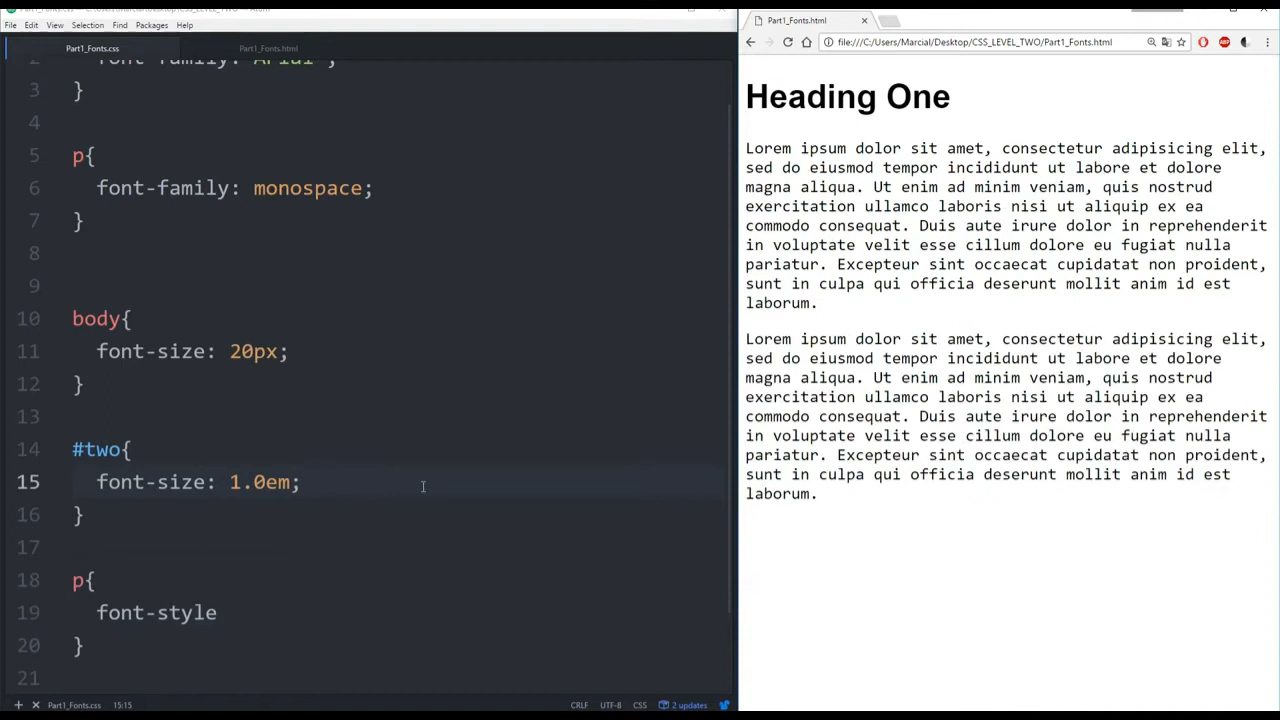 File Edit View Selection Find Packages Help
Part1_Fonts.css Part1_Fonts.html
2 font-family: "Arial";
3 }
4
5 p{
6 font-family: monospace;
7 }
8
9
10 body{
11 font-size: 20px;
12 }
13
14 #two{
15 font-size: 1.0em;
16 }
17
18 p{
19 font-style
20 }
21
Part1_Fonts.css 15:15 CRLF UTF-8 CSS 2 updates
Part1_Fonts.html
file:///C:/Users/Marcial/Desktop/CSS_LEVEL_TWO/Part1_Fonts.html
ABP
Heading One
Lorem ipsum dolor sit amet, consectetur adipisicing elit,
sed do eiusmod tempor incididunt ut labore et dolore
magna aliqua. Ut enim ad minim veniam, quis nostrud
exercitation ullamco laboris nisi ut aliquip ex ea
commodo consequat. Duis aute irure dolor in reprehenderit
in voluptate velit esse cillum dolore eu fugiat nulla
pariatur. Excepteur sint occaecat cupidatat non proident,
sunt in culpa qui officia deserunt mollit anim id est
laborum.
Lorem ipsum dolor sit amet, consectetur adipisicing elit,
sed do eiusmod tempor incididunt ut labore et dolore
magna aliqua. Ut enim ad minim veniam, quis nostrud
exercitation ullamco laboris nisi ut aliquip ex ea
commodo consequat. Duis aute irure dolor in reprehenderit
in voluptate velit esse cillum dolore eu fugiat nulla
pariatur. Excepteur sint occaecat cupidatat non proident,
sunt in culpa qui officia deserunt mollit anim id est
laborum.